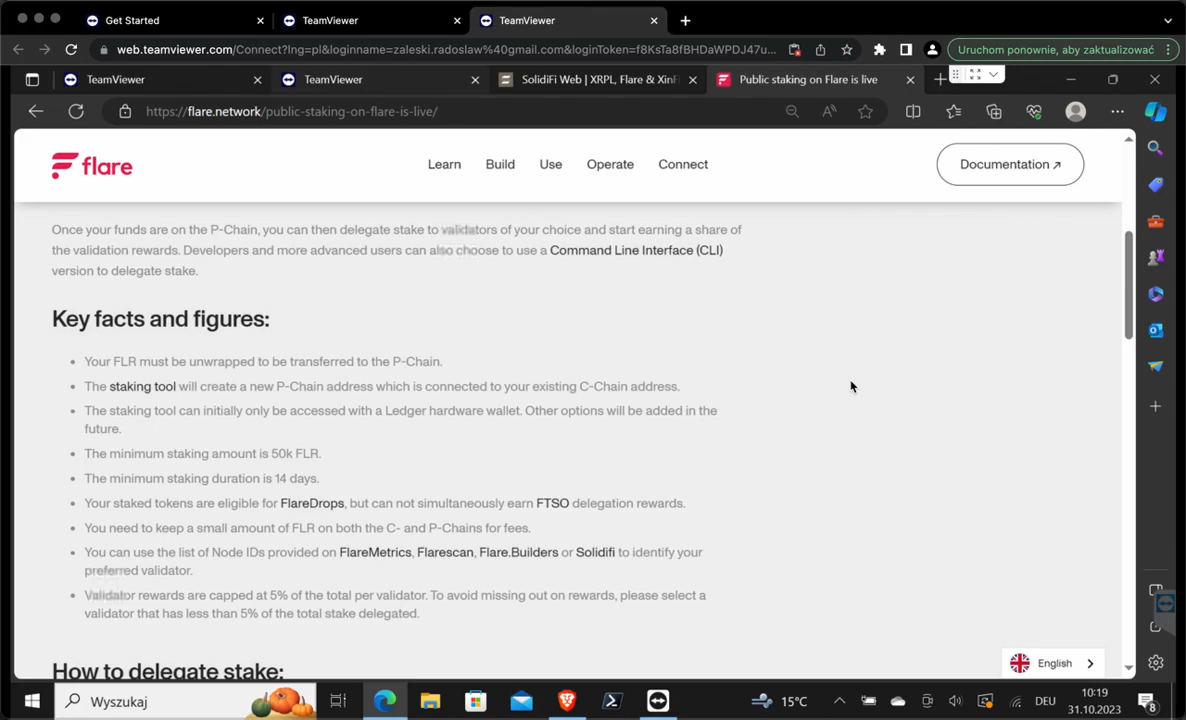 Get Started
TeamViewer
TeamViewer
web.teamviewer.com/Connect?lng=pl&loginname=zaleski.radoslaw%40gmail.com&loginToken=f8KsTa8fBHDaWPDJ47u...
Uruchom ponownie, aby zaktualizować
TeamViewer
TeamViewer
SolidiFi Web | XRPL, Flare & XinFi
Public staking on Flare is live
https://flare.network/public-staking-on-flare-is-live/
flare
Learn
Build
Use
Operate
Connect
Documentation ↗
Once your funds are on the P-Chain, you can then delegate stake to validators of your choice and start earning a share of
the validation rewards. Developers and more advanced users can also choose to use a Command Line Interface (CLI)
version to delegate stake.
Key facts and figures:
• Your FLR must be unwrapped to be transferred to the P-Chain.
• The staking tool will create a new P-Chain address which is connected to your existing C-Chain address.
• The staking tool can initially only be accessed with a Ledger hardware wallet. Other options will be added in the
future.
• The minimum staking amount is 50k FLR.
• The minimum staking duration is 14 days.
• Your staked tokens are eligible for FlareDrops, but can not simultaneously earn FTSO delegation rewards.
• You need to keep a small amount of FLR on both the C- and P-Chains for fees.
• You can use the list of Node IDs provided on FlareMetrics, Flarescan, Flare.Builders or Solidifi to identify your
preferred validator.
• Validator rewards are capped at 5% of the total per validator. To avoid missing out on rewards, please select a
validator that has less than 5% of the total stake delegated.
How to delegate stake:
English
Wyszukaj
15°C
DEU
10:19
31.10.2023
8